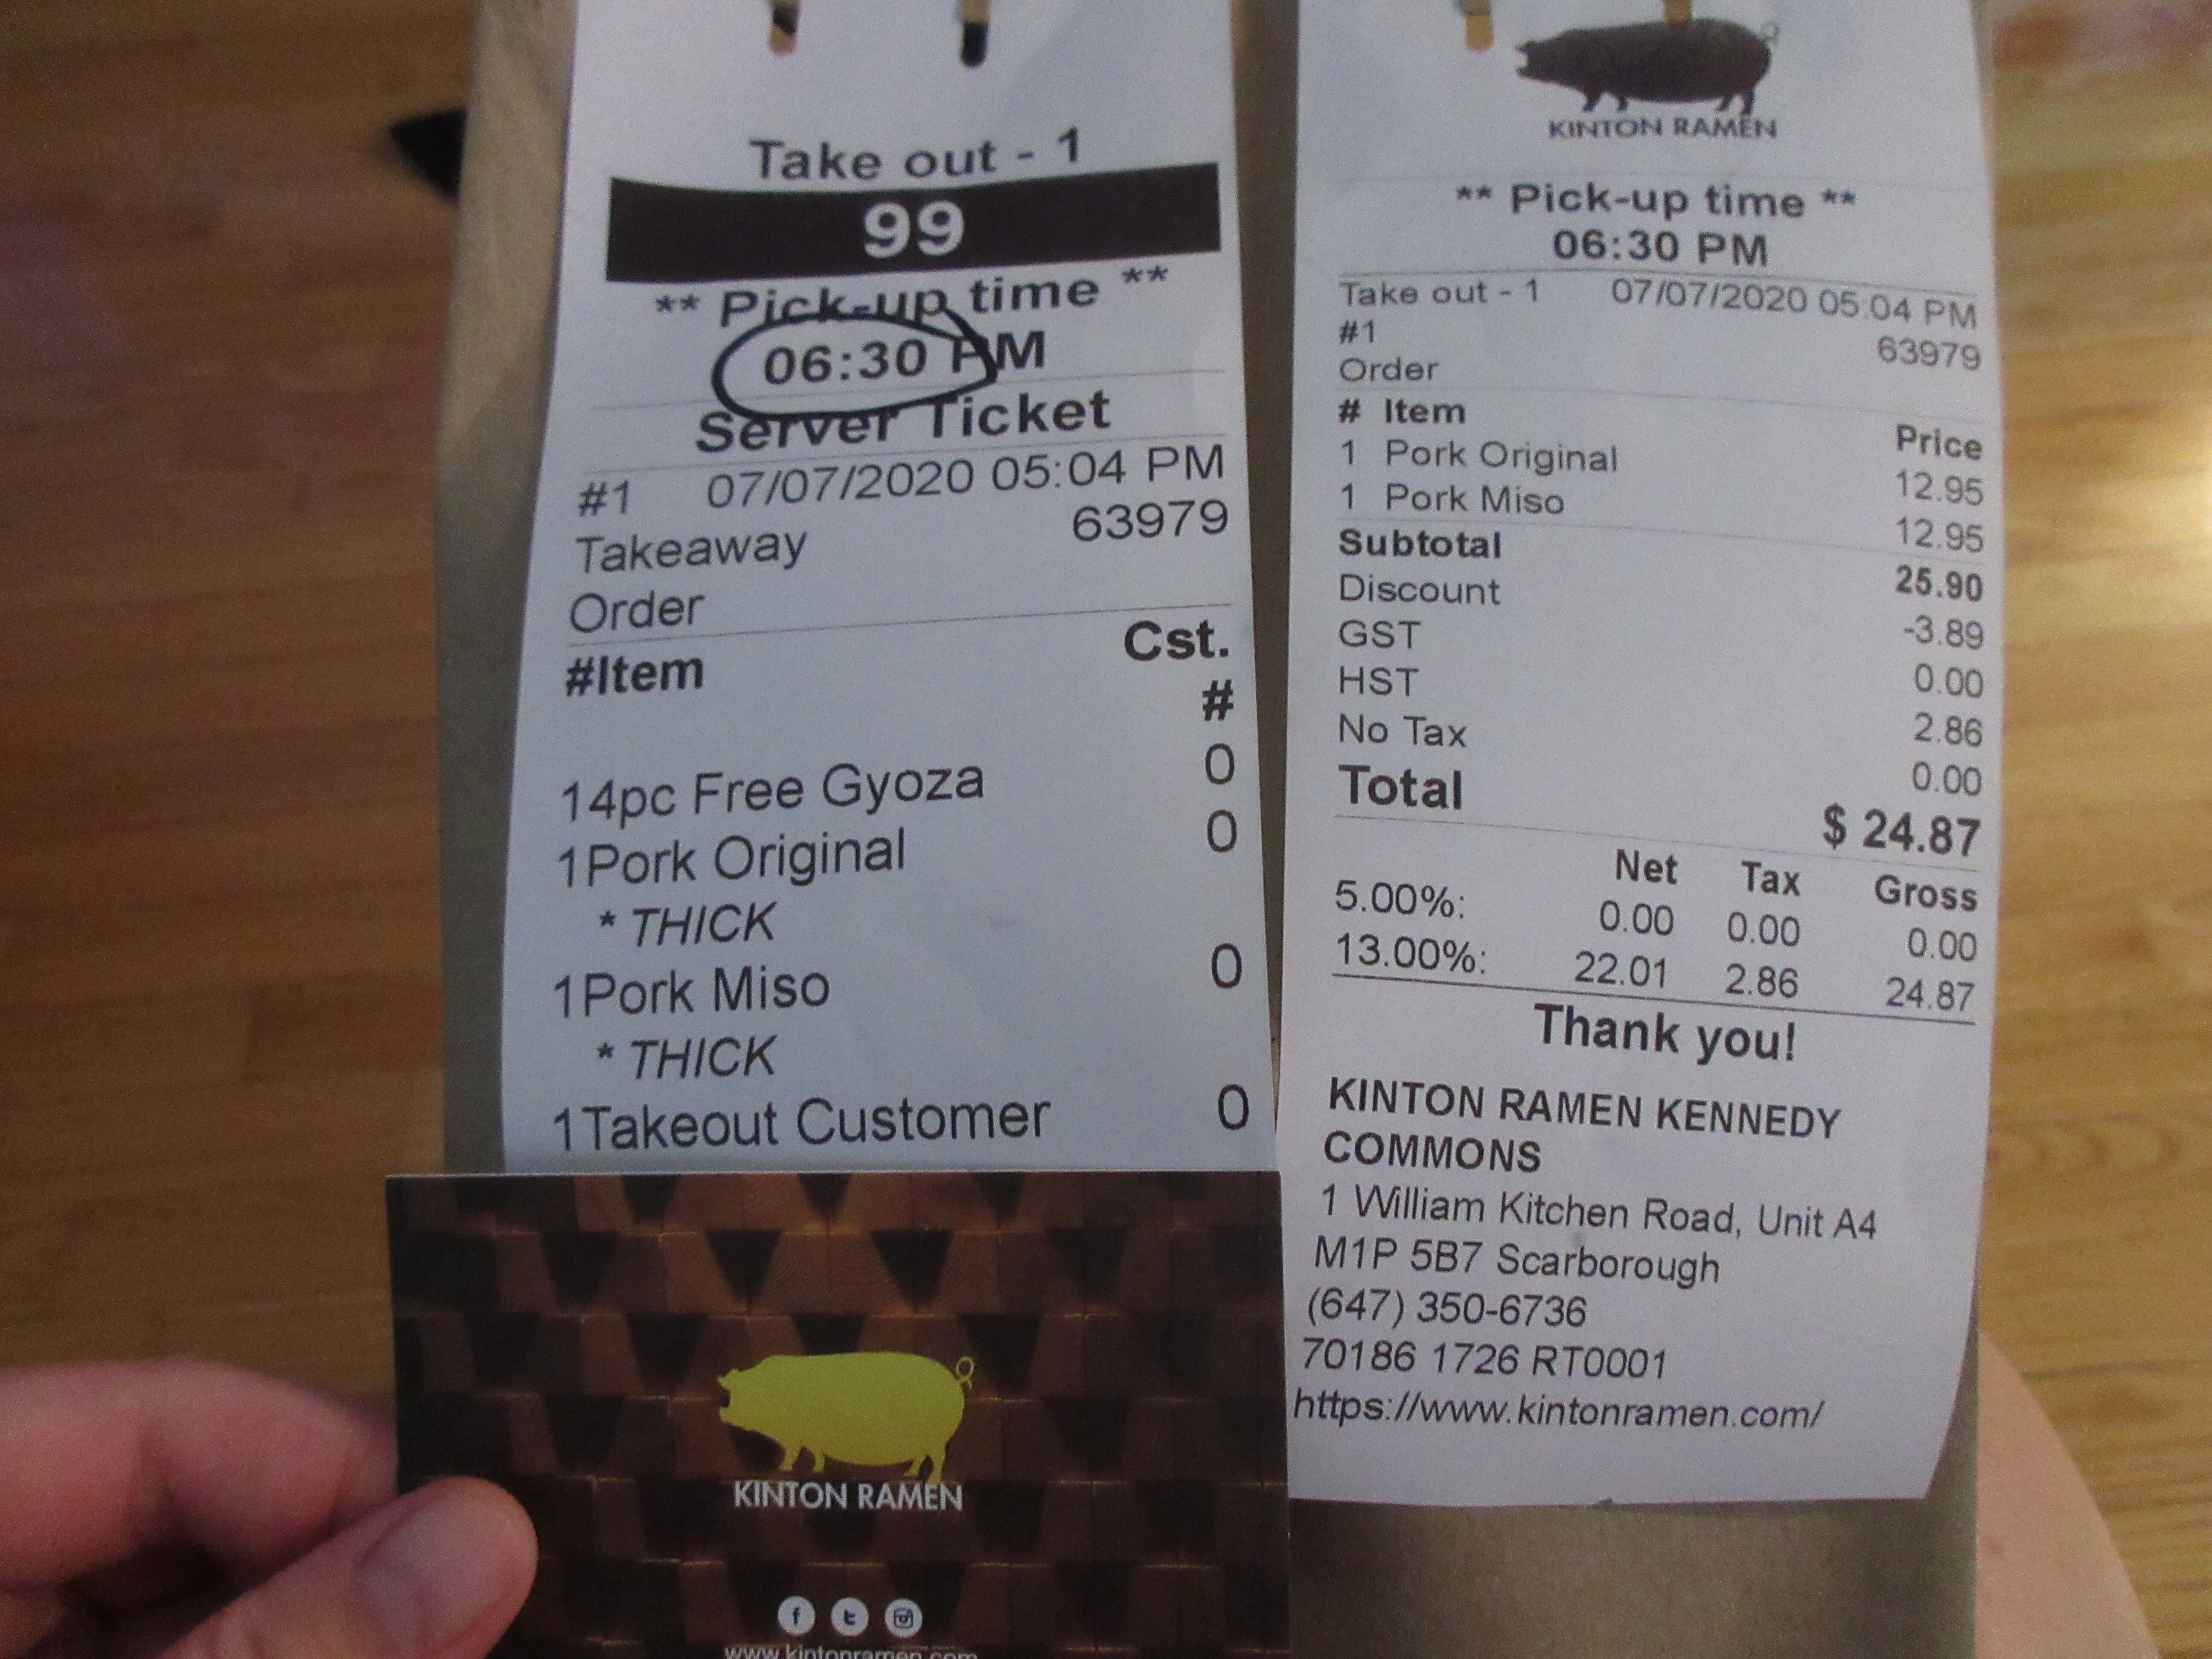 Take out - 1
99
** Pick-up time **
06:30 PM
Server Ticket
#1 07/07/2020 05:04 PM
Takeaway 63979
Order
#Item Cst.
#
14pc Free Gyoza 0
1Pork Original 0
* THICK
1Pork Miso 0
* THICK
1Takeout Customer 0
KINTON RAMEN
www.kintonramen.com
KINTON RAMEN
** Pick-up time **
06:30 PM
Take out - 1 07/07/2020 05:04 PM
#1 63979
Order
# Item Price
1 Pork Original 12.95
1 Pork Miso 12.95
Subtotal 25.90
Discount -3.89
GST 0.00
HST 2.86
No Tax 0.00
Total $ 24.87
Net Tax Gross
5.00%: 0.00 0.00 0.00
13.00%: 22.01 2.86 24.87
Thank you!
KINTON RAMEN KENNEDY
COMMONS
1 William Kitchen Road, Unit A4
M1P 5B7 Scarborough
(647) 350-6736
70186 1726 RT0001
https://www.kintonramen.com/